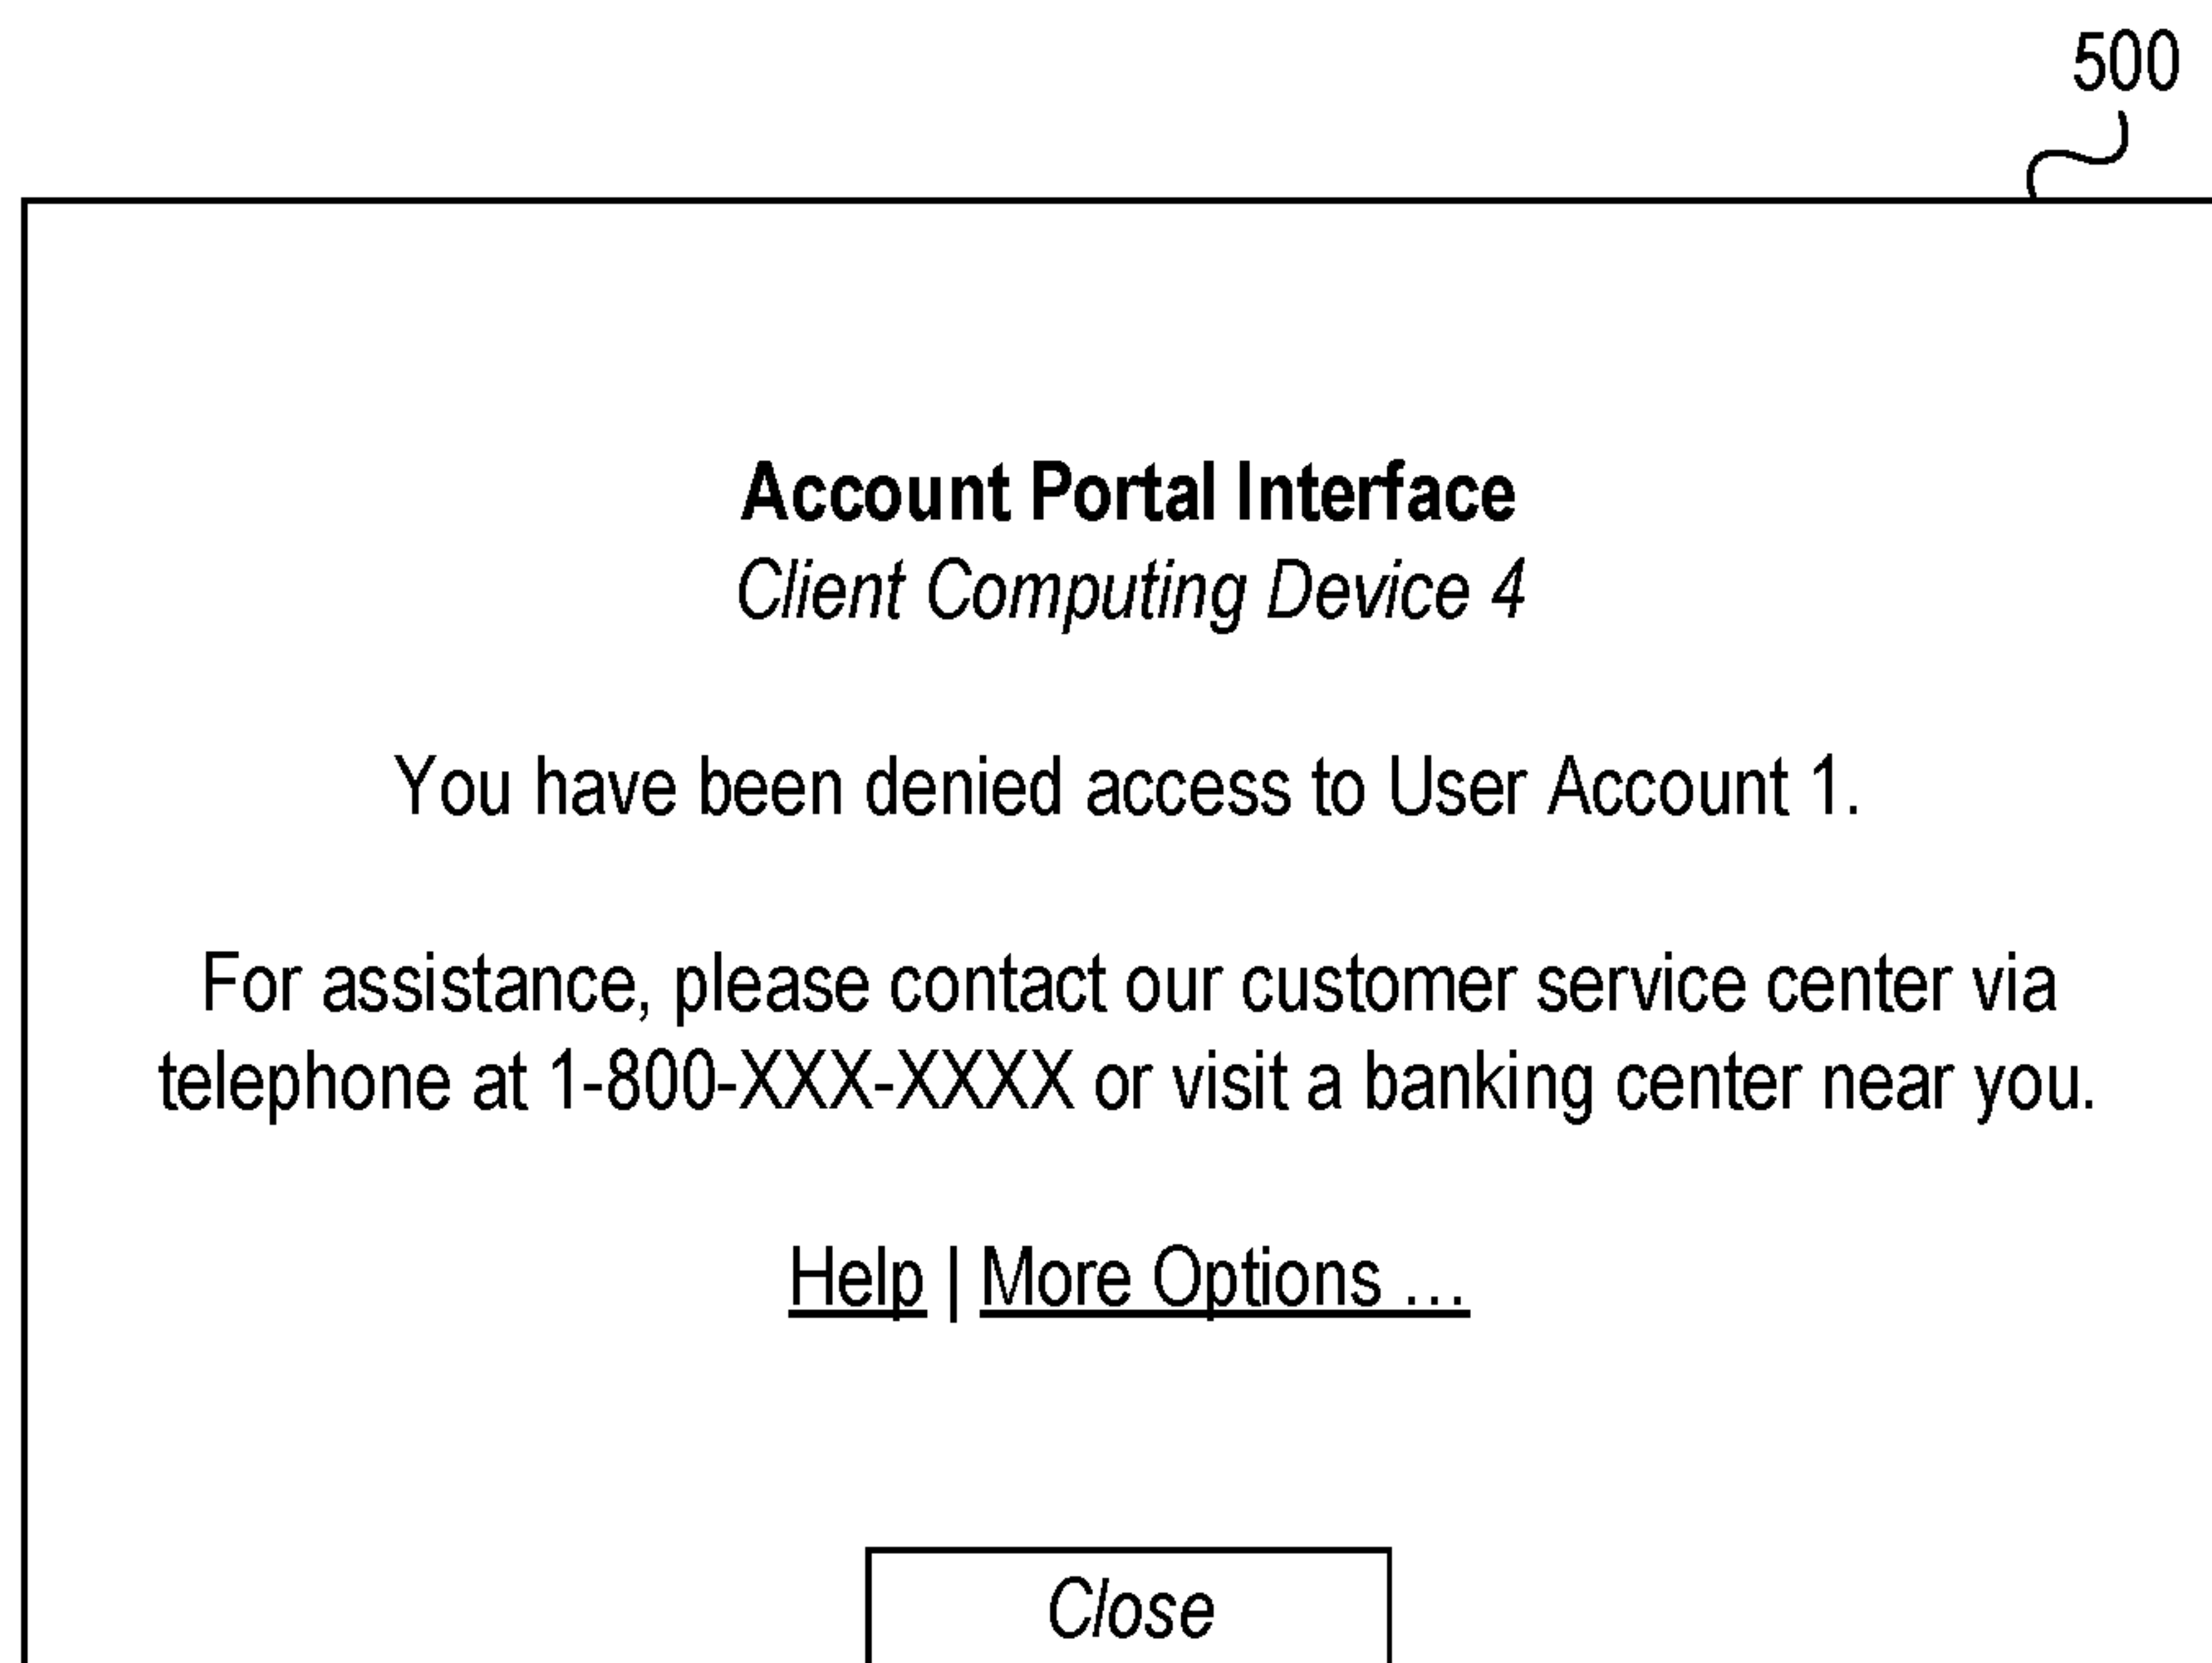 500
Account Portal Interface
Client Computing Device 4
You have been denied access to User Account 1.
For assistance, please contact our customer service center via
telephone at 1-800-XXX-XXXX or visit a banking center near you.
Help | More Options ...
Close